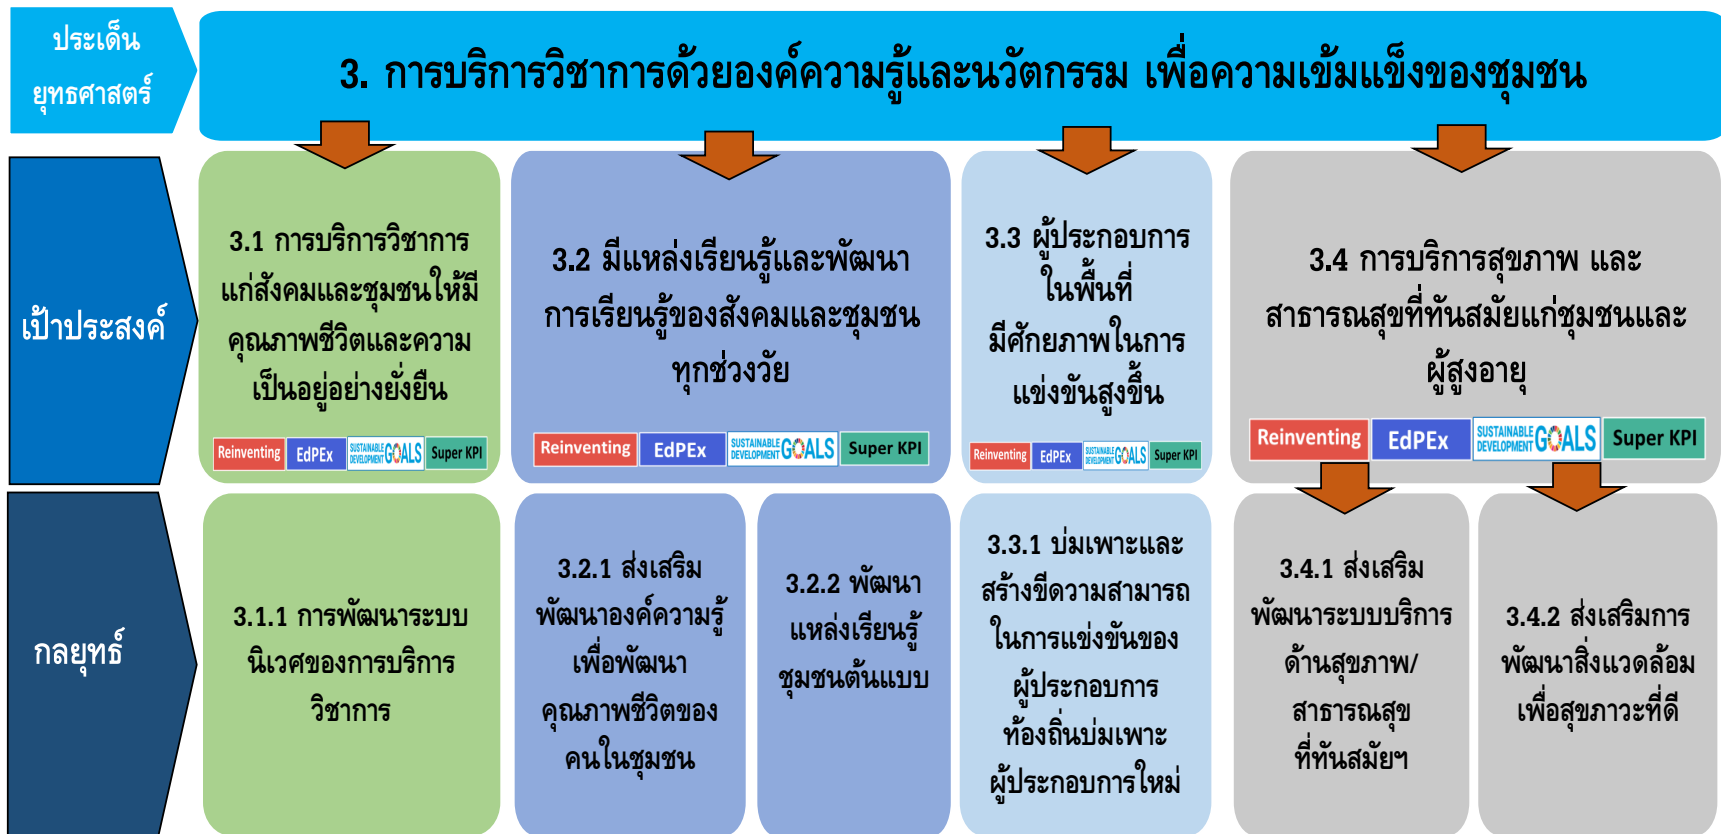 ประเด็น
ยุทธศาสตร์
3. การบริการวิชาการด้วยองค์ความรู้และนวัตกรรม เพื่อความเข้มแข็งของชุมชน
เป้าประสงค์
3.1 การบริการวิชาการ
แก่สังคมและชุมชนให้มี
คุณภาพชีวิตและความ
เป็นอยู่อย่างยั่งยืน
Reinventing
EdPEx
SUSTAINABLE
DEVELOPMENT GOALS
Super KPI
3.2 มีแหล่งเรียนรู้และพัฒนา
การเรียนรู้ของสังคมและชุมชน
ทุกช่วงวัย
Reinventing
EdPEx
SUSTAINABLE
DEVELOPMENT GOALS
Super KPI
3.3 ผู้ประกอบการ
ในพื้นที่
มีศักยภาพในการ
แข่งขันสูงขึ้น
Reinventing
EdPEx
SUSTAINABLE
DEVELOPMENT GOALS
Super KPI
3.4 การบริการสุขภาพ และ
สาธารณสุขที่ทันสมัยแก่ชุมชนและ
ผู้สูงอายุ
Reinventing
EdPEx
SUSTAINABLE
DEVELOPMENT GOALS
Super KPI
กลยุทธ์
3.1.1 การพัฒนาระบบ
นิเวศของการบริการ
วิชาการ
3.2.1 ส่งเสริม
พัฒนาองค์ความรู้
เพื่อพัฒนา
คุณภาพชีวิตของ
คนในชุมชน
3.2.2 พัฒนา
แหล่งเรียนรู้
ชุมชนต้นแบบ
3.3.1 บ่มเพาะและ
สร้างขีดความสามารถ
ในการแข่งขันของ
ผู้ประกอบการ
ท้องถิ่นบ่มเพาะ
ผู้ประกอบการใหม่
3.4.1 ส่งเสริม
พัฒนาระบบบริการ
ด้านสุขภาพ/
สาธารณสุข
ที่ทันสมัยฯ
3.4.2 ส่งเสริมการ
พัฒนาสิ่งแวดล้อม
เพื่อสุขภาวะที่ดี